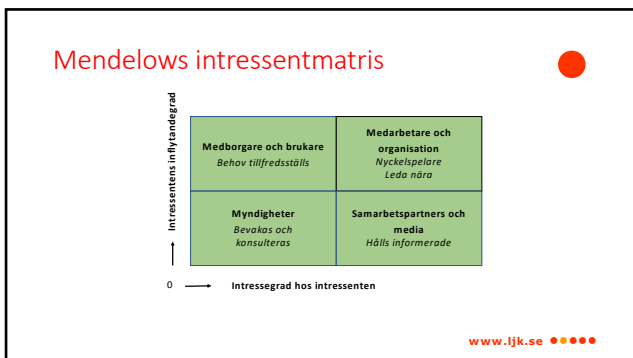 Mendelows intressentmatris
Intressentens inflytandegrad
Medborgare och brukare
Behov tillfredsställs
Medarbetare och
organisation
Nyckelspelare
Leda nära
Myndigheter
Bevakas och
konsulteras
Samarbetspartners och
media
Hålls informerade
0
Intressegrad hos intressenten
www.ljk.se